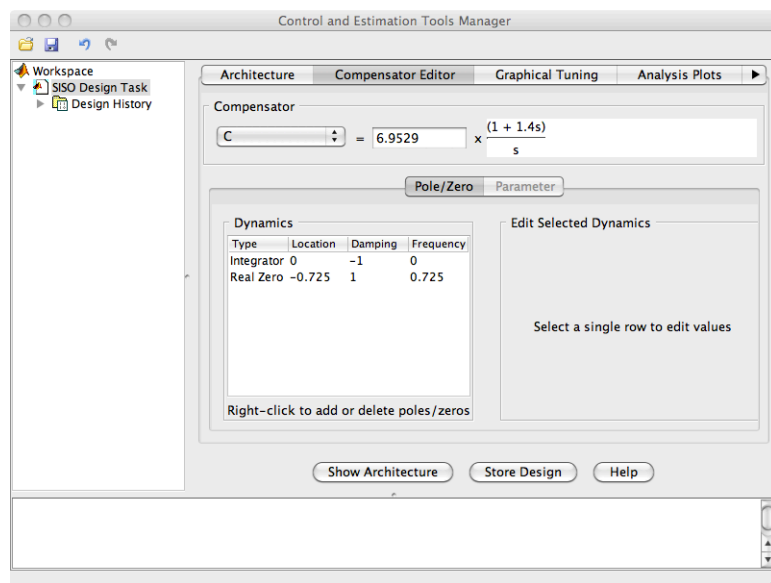 Control and Estimation Tools Manager
Workspace
SISO Design Task
Design History
Architecture Compensator Editor Graphical Tuning Analysis Plots
Compensator
C = 6.9529 x (1 + 1.4s)
s
Pole/Zero Parameter
Dynamics
Type Location Damping Frequency
Integrator 0 -1 0
Real Zero -0.725 1 0.725
Right-click to add or delete poles/zeros
Edit Selected Dynamics
Select a single row to edit values
Show Architecture Store Design Help